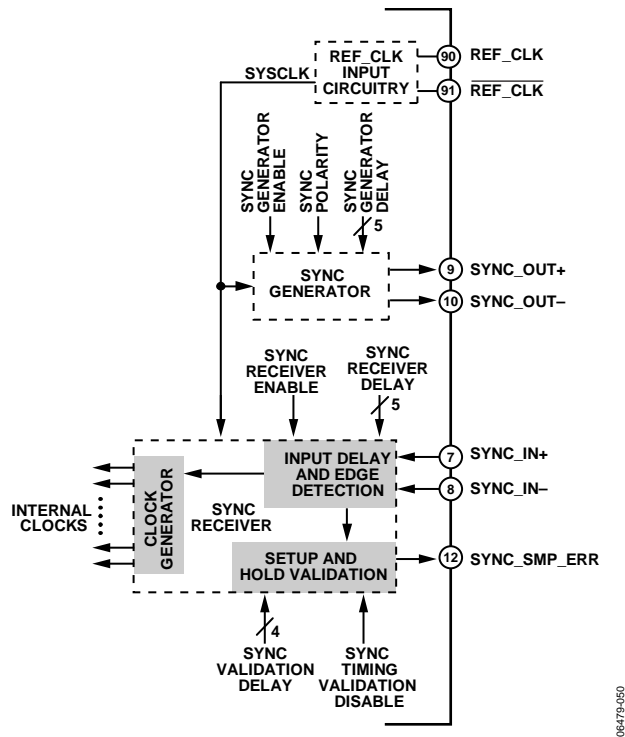 REF_CLK
INPUT
CIRCUITRY
SYSCLK
90 REF_CLK
91 REF_CLK
SYNC
GENERATOR
ENABLE
SYNC
POLARITY
SYNC
GENERATOR
DELAY
5
SYNC
GENERATOR
9 SYNC_OUT+
10 SYNC_OUT–
SYNC
RECEIVER
ENABLE
SYNC
RECEIVER
DELAY
5
INPUT DELAY
AND EDGE
DETECTION
7 SYNC_IN+
8 SYNC_IN–
INTERNAL
CLOCKS
CLOCK
GENERATOR
SYNC
RECEIVER
SETUP AND
HOLD VALIDATION
12 SYNC_SMP_ERR
4
SYNC
VALIDATION
DELAY
SYNC
TIMING
VALIDATION
DISABLE
06479-050